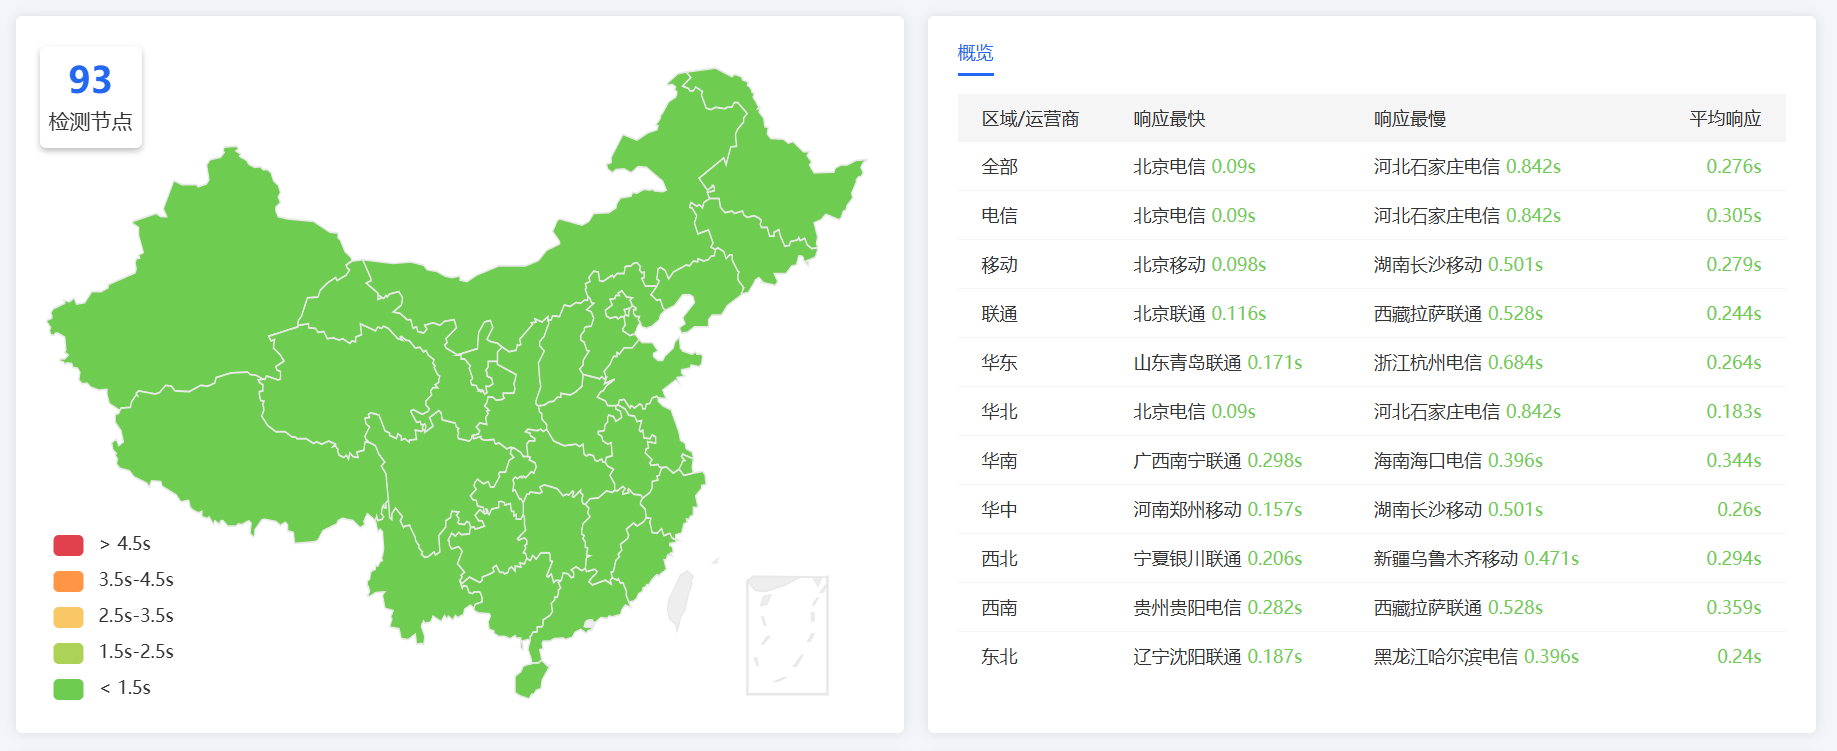 93
检测节点
> 4.5s
3.5s-4.5s
2.5s-3.5s
1.5s-2.5s
< 1.5s
概览
区域/运营商 响应最快 响应最慢 平均响应
全部 北京电信 0.09s 河北石家庄电信 0.842s 0.276s
电信 北京电信 0.09s 河北石家庄电信 0.842s 0.305s
移动 北京移动 0.098s 湖南长沙移动 0.501s 0.279s
联通 北京联通 0.116s 西藏拉萨联通 0.528s 0.244s
华东 山东青岛联通 0.171s 浙江杭州电信 0.684s 0.264s
华北 北京电信 0.09s 河北石家庄电信 0.842s 0.183s
华南 广西南宁联通 0.298s 海南海口电信 0.396s 0.344s
华中 河南郑州移动 0.157s 湖南长沙移动 0.501s 0.26s
西北 宁夏银川联通 0.206s 新疆乌鲁木齐移动 0.471s 0.294s
西南 贵州贵阳电信 0.282s 西藏拉萨联通 0.528s 0.359s
东北 辽宁沈阳联通 0.187s 黑龙江哈尔滨电信 0.396s 0.24s